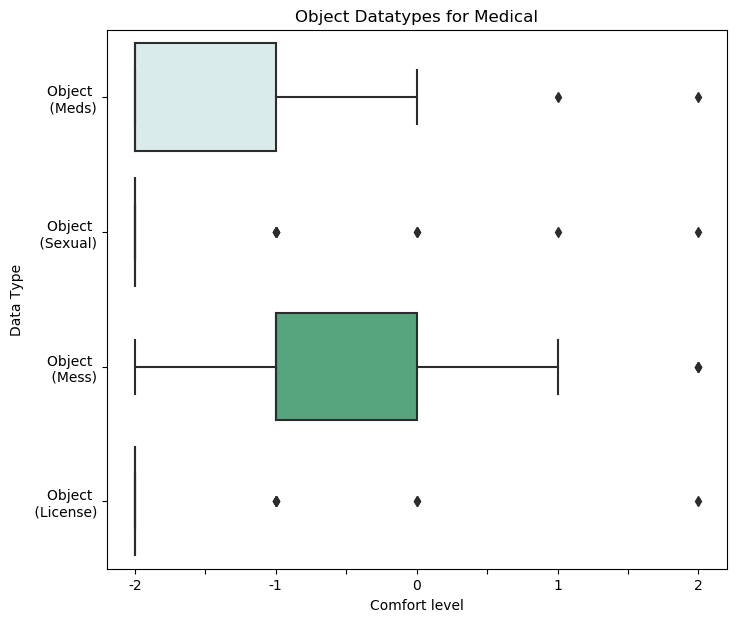 Object Datatypes for Medical
Object
(Meds)
Object
(Sexual)
Object
(Mess)
Object
(License)
Data Type
-2
-1
0
1
2
Comfort level